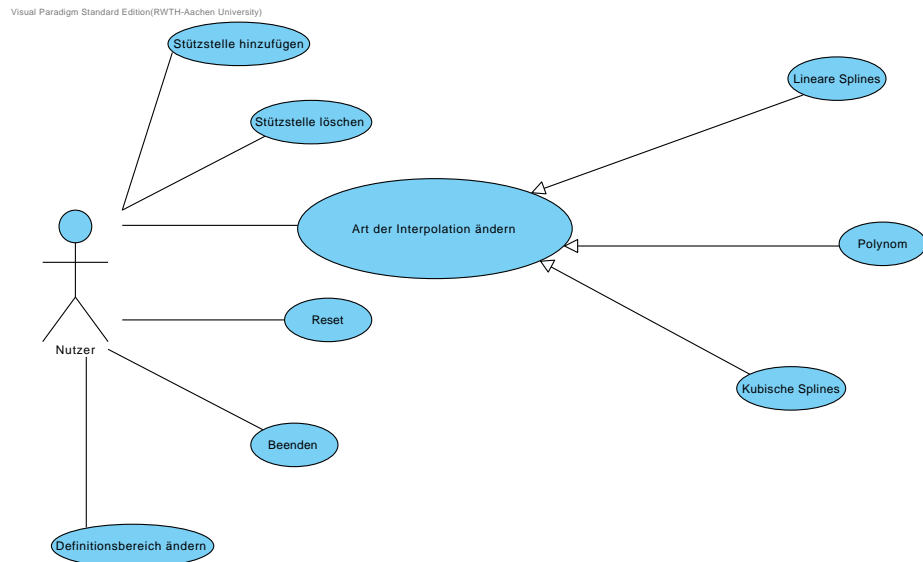 Visual Paradigm Standard Edition(RWTH-Aachen University)
Stützstelle hinzufügen
Lineare Splines
Stützstelle löschen
Art der Interpolation ändern
Polynom
Reset
Nutzer
Kubische Splines
Beenden
Definitionsbereich ändern